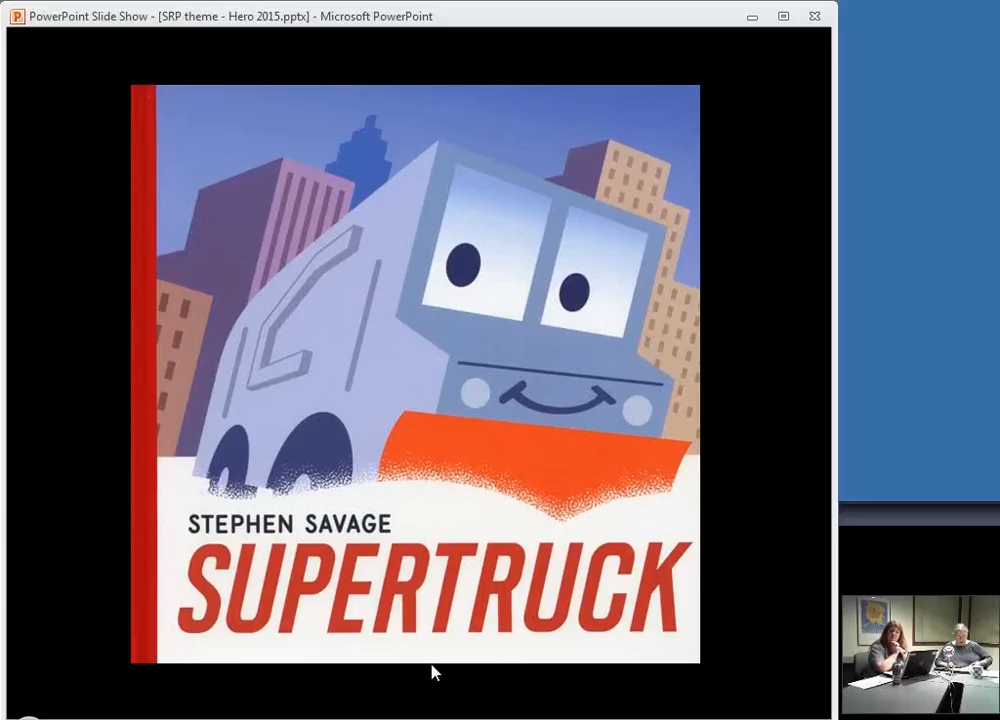 PowerPoint Slide Show - [SRP theme - Hero 2015.pptx] - Microsoft PowerPoint
STEPHEN SAVAGE
SUPERTRUCK